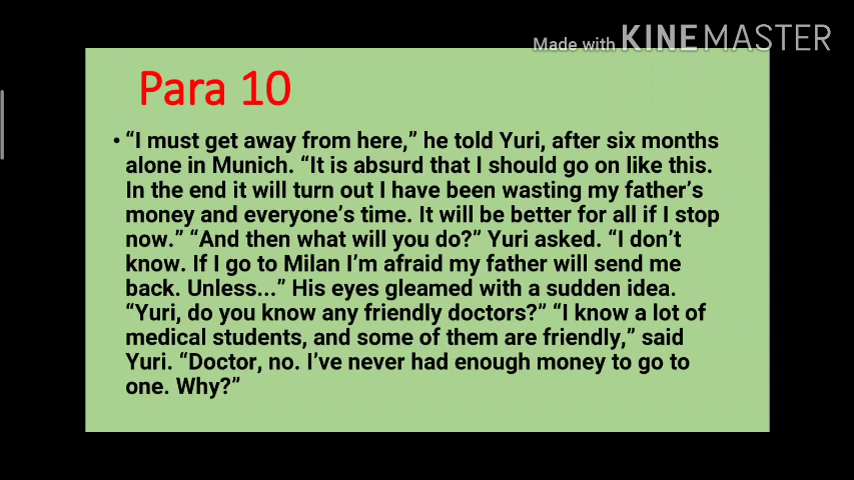 Made with KINEMASTER
Para 10
• “I must get away from here,” he told Yuri, after six months
alone in Munich. “It is absurd that I should go on like this.
In the end it will turn out I have been wasting my father’s
money and everyone’s time. It will be better for all if I stop
now.” “And then what will you do?” Yuri asked. “I don’t
know. If I go to Milan I’m afraid my father will send me
back. Unless...” His eyes gleamed with a sudden idea.
“Yuri, do you know any friendly doctors?” “I know a lot of
medical students, and some of them are friendly,” said
Yuri. “Doctor, no. I’ve never had enough money to go to
one. Why?”